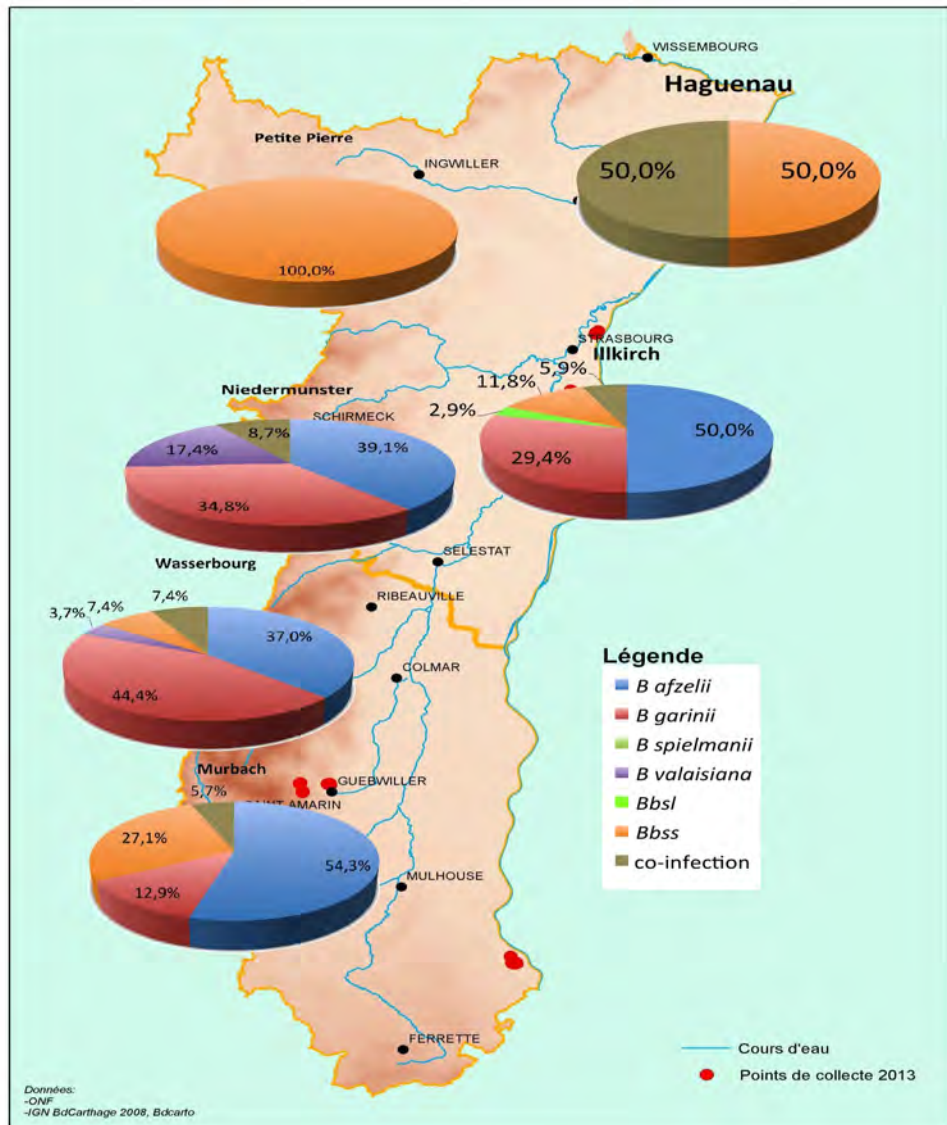 WISSEMBOURG
Haguenau
Petite Pierre
INGWILLER
50,0%
50,0%
100,0%
STRASBOURG
Illkirch
5,9%
11,8%
2,9%
50,0%
29,4%
Niedermunster
SCHIRMECK
8,7%
17,4%
39,1%
34,8%
SELESTAT
Wasserbourg
RIBEAUVILLE
7,4%
7,4%
3,7%
37,0%
44,4%
COLMAR
Légende
B afzelii
B garinii
B spielmanii
B valaisiana
Bbsl
Bbss
co-infection
Murbach
GUEBWILLER
5,7%
SAINT AMARIN
27,1%
54,3%
12,9%
MULHOUSE
FERRETTE
Cours d'eau
Points de collecte 2013
Données:
-ONF
-IGN BdCarthage 2008, Bdcarto